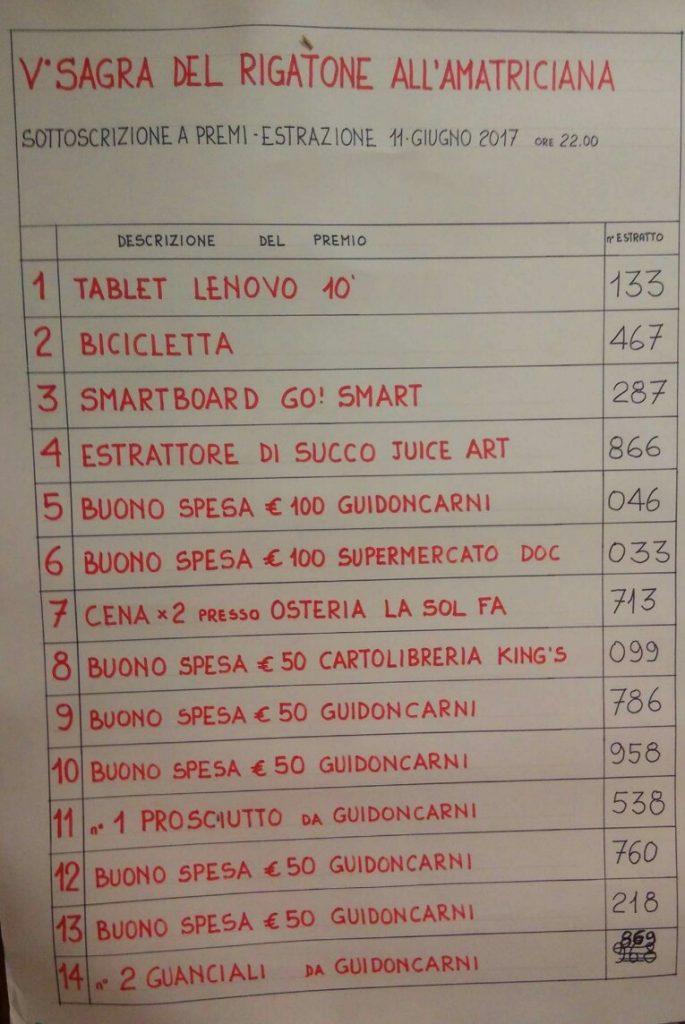 V° SAGRA DEL RIGATONE ALL'AMATRICIANA
SOTTOSCRIZIONE A PREMI - ESTRAZIONE 11·GIUGNO 2017 ORE 22.00
DESCRIZIONE DEL PREMIO n° ESTRATTO
1 TABLET LENOVO 10' 133
2 BICICLETTA 467
3 SMARTBOARD GO! SMART 287
4 ESTRATTORE DI SUCCO JUICE ART 866
5 BUONO SPESA € 100 GUIDONCARNI 046
6 BUONO SPESA € 100 SUPERMERCATO DOC 033
7 CENA × 2 PRESSO OSTERIA LA SOL FA 713
8 BUONO SPESA € 50 CARTOLIBRERIA KING'S 099
9 BUONO SPESA € 50 GUIDONCARNI 786
10 BUONO SPESA € 50 GUIDONCARNI 958
11 n° 1 PROSCIUTTO DA GUIDONCARNI 538
12 BUONO SPESA € 50 GUIDONCARNI 760
13 BUONO SPESA € 50 GUIDONCARNI 218
14 n° 2 GUANCIALI DA GUIDONCARNI 869